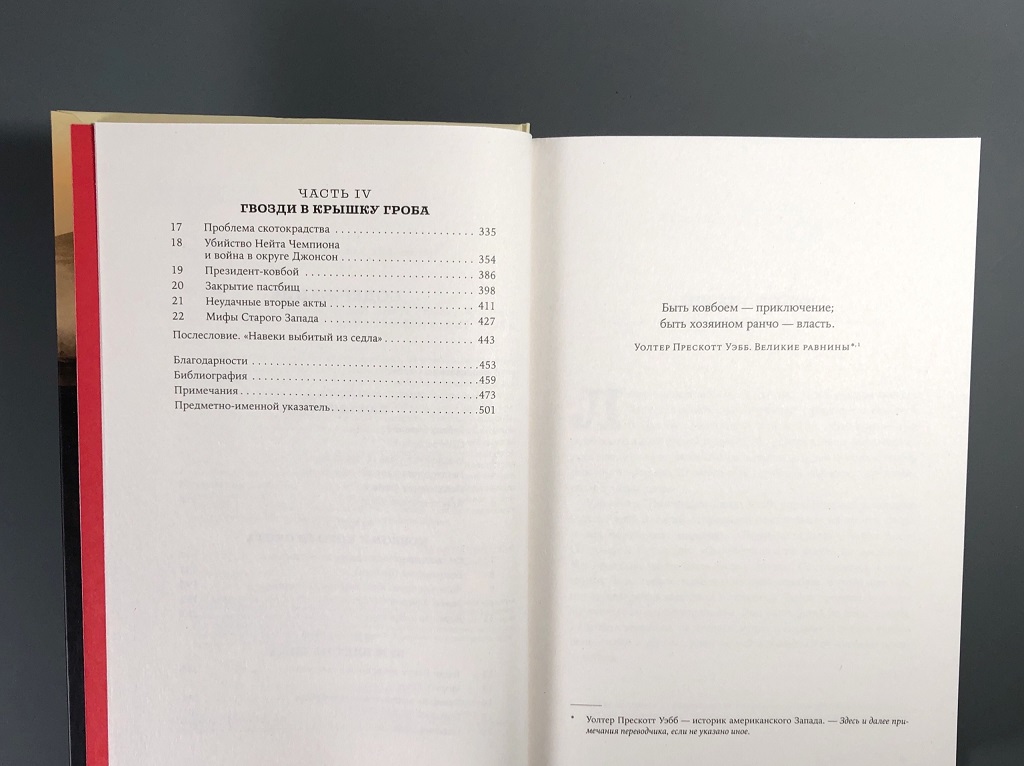 ЧАСТЬ IV
ГВОЗДИ В КРЫШКУ ГРОБА
17 Проблема скотокрадства . . . . . . . . . . . . . . . . . . . . . . . . 335
18 Убийство Нейта Чемпиона
и война в округе Джонсон . . . . . . . . . . . . . . . . . . . . . . 354
19 Президент-ковбой . . . . . . . . . . . . . . . . . . . . . . . . . . . . 386
20 Закрытие пастбищ . . . . . . . . . . . . . . . . . . . . . . . . . . . . 398
21 Неудачные вторые акты . . . . . . . . . . . . . . . . . . . . . . . . 411
22 Мифы Старого Запада . . . . . . . . . . . . . . . . . . . . . . . . . 427
Послесловие. «Навеки выбитый из седла» . . . . . . . . . . . . . . 443
Благодарности . . . . . . . . . . . . . . . . . . . . . . . . . . . . . . . . . . . . 453
Библиография . . . . . . . . . . . . . . . . . . . . . . . . . . . . . . . . . . . . 459
Примечания . . . . . . . . . . . . . . . . . . . . . . . . . . . . . . . . . . . . . . 473
Предметно-именной указатель . . . . . . . . . . . . . . . . . . . . . . . 501
Быть ковбоем — приключение;
быть хозяином ранчо — власть.
Уолтер Прескотт Уэбб. Великие равнины*,1
* Уолтер Прескотт Уэбб — историк американского Запада. — Здесь и далее при-
мечания переводчика, если не указано иное.